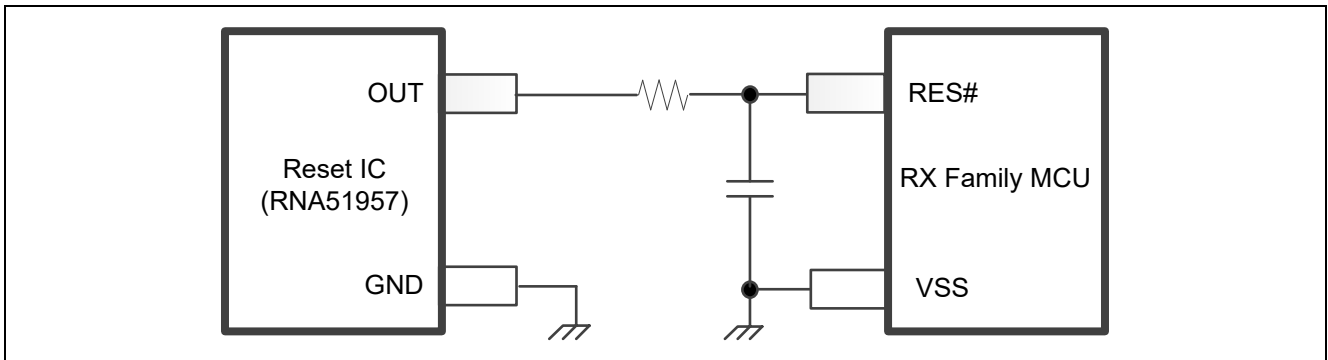 OUT
Reset IC
(RNA51957)
GND
RES#
RX Family MCU
VSS